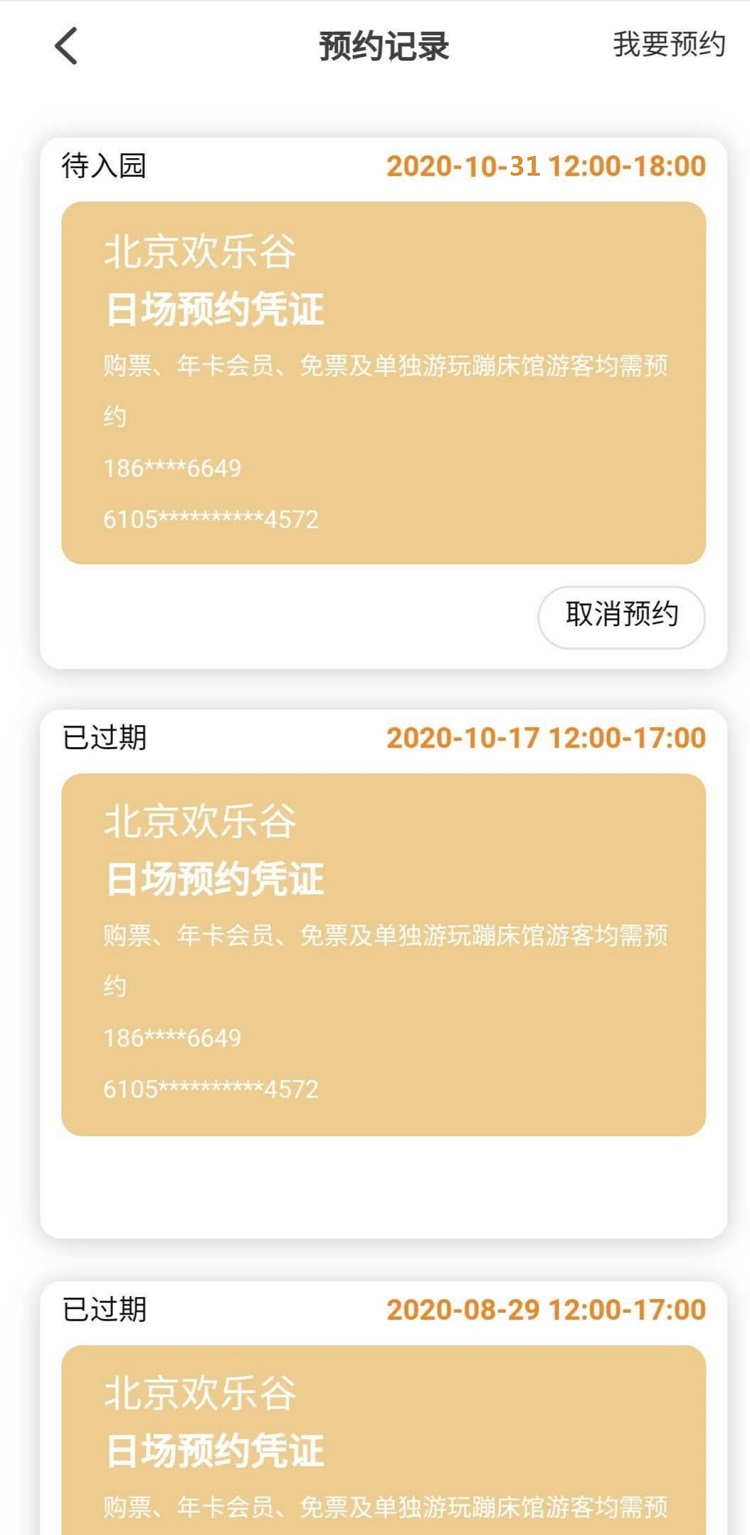 预约记录
我要预约
待入园
2020-10-31 12:00-18:00
北京欢乐谷
日场预约凭证
购票、年卡会员、免票及单独游玩蹦床馆游客均需预
约
186****6649
6105**********4572
取消预约
已过期
2020-10-17 12:00-17:00
北京欢乐谷
日场预约凭证
购票、年卡会员、免票及单独游玩蹦床馆游客均需预
约
186****6649
6105**********4572
已过期
2020-08-29 12:00-17:00
北京欢乐谷
日场预约凭证
购票、年卡会员、免票及单独游玩蹦床馆游客均需预